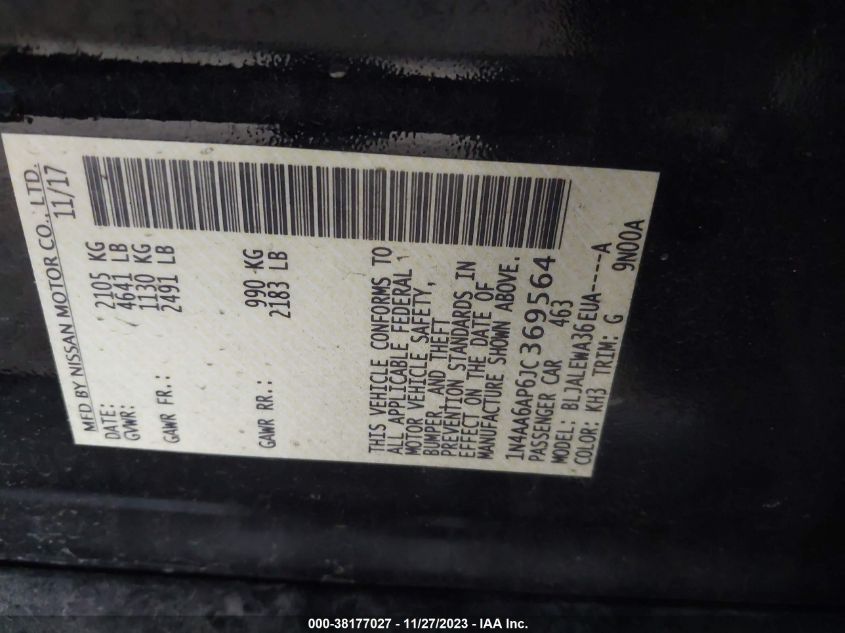 MFD BY NISSAN MOTOR CO., LTD.
DATE: 11/17
GVWR: 2105 KG
4641 LB
GAWR FR.: 1130 KG
2491 LB
GAWR RR.: 990 KG
2183 LB
THIS VEHICLE CONFORMS TO
ALL APPLICABLE FEDERAL
MOTOR VEHICLE SAFETY,
BUMPER, AND THEFT
PREVENTION STANDARDS IN
EFFECT ON THE DATE OF
MANUFACTURE SHOWN ABOVE.
1N4AA6AP6JC369564
PASSENGER CAR 463
MODEL: BLJALEWA36EUA----A
COLOR: KH3 TRIM: G 9N00A
000-38177027 - 11/27/2023 - IAA Inc.